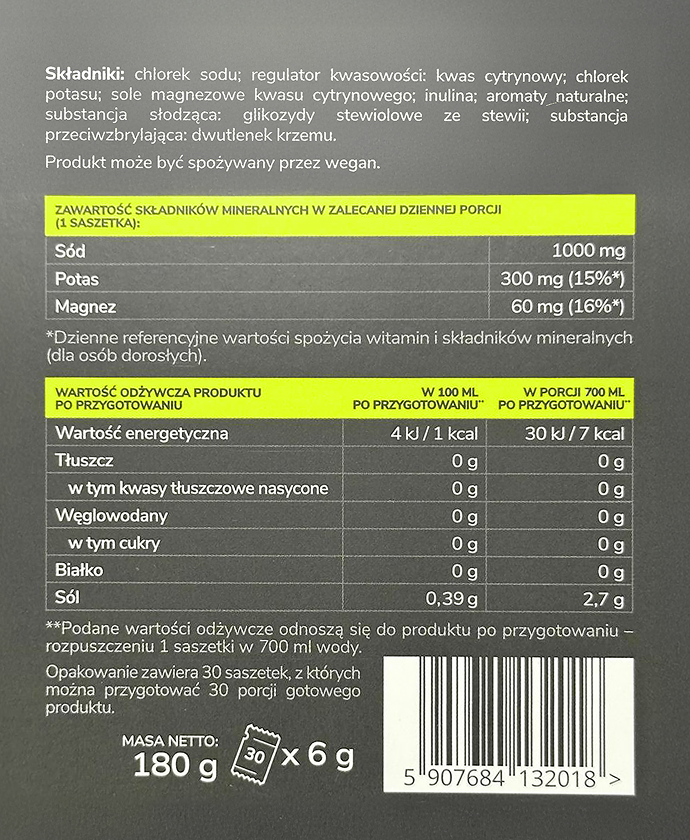 Składniki: chlorek sodu; regulator kwasowości: kwas cytrynowy; chlorek
potasu; sole magnezowe kwasu cytrynowego; inulina; aromaty naturalne;
substancja słodząca: glikozydy stewiolowe ze stewii; substancja
przeciwzbrylająca: dwutlenek krzemu.
Produkt może być spożywany przez wegan.
ZAWARTOŚĆ SKŁADNIKÓW MINERALNYCH W ZALECANEJ DZIENNEJ PORCJI
(1 SASZETKA):
Sód 1000 mg
Potas 300 mg (15%*)
Magnez 60 mg (16%*)
*Dzienne referencyjne wartości spożycia witamin i składników mineralnych
(dla osób dorosłych).
WARTOŚĆ ODŻYWCZA PRODUKTU W 100 ML W PORCJI 700 ML
PO PRZYGOTOWANIU PO PRZYGOTOWANIU** PO PRZYGOTOWANIU**
Wartość energetyczna 4 kJ / 1 kcal 30 kJ / 7 kcal
Tłuszcz 0 g 0 g
w tym kwasy tłuszczowe nasycone 0 g 0 g
Węglowodany 0 g 0 g
w tym cukry 0 g 0 g
Białko 0 g 0 g
Sól 0,39 g 2,7 g
**Podane wartości odżywcze odnoszą się do produktu po przygotowaniu –
rozpuszczeniu 1 saszetki w 700 ml wody.
Opakowanie zawiera 30 saszetek, z których
można przygotować 30 porcji gotowego
produktu.
MASA NETTO:
180 g 30 x 6 g
5 907684 132018 >